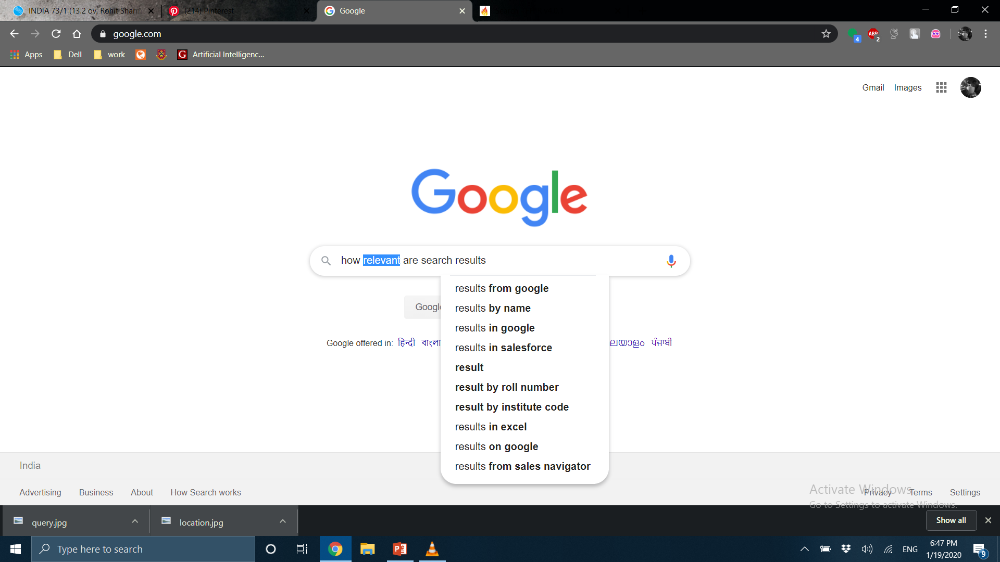 INDIA 73/1 (13.2 ov, Rohit Sharm
(214) Pinterest
Google
google.com
4
ABP
2
Apps
Dell
work
G
Artificial Intelligenc...
Gmail
Images
Google
how relevant are search results
results from google
results by name
results in google
results in salesforce
result
result by roll number
result by institute code
results in excel
results on google
results from sales navigator
Googl
Google offered in: हिन्दी বাংলা ലയാളം ਪੰਜਾਬੀ
India
Advertising
Business
About
How Search works
Privacy
Terms
Settings
Activate Windows
Go to Settings to activate Windows.
query.jpg
location.jpg
Show all
Type here to search
ENG
6:47 PM
1/19/2020
9